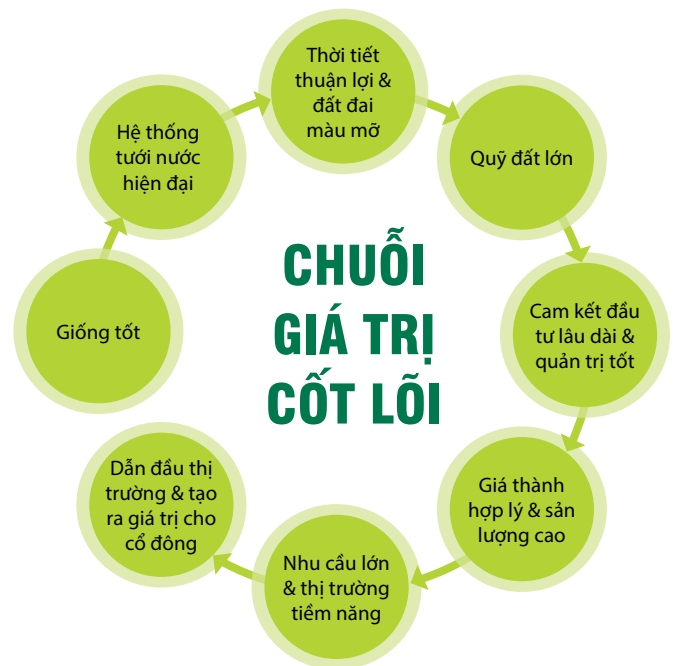 CHUỖI
GIÁ TRỊ
CỐT LÕI
Giống tốt
Hệ thống
tưới nước
hiện đại
Thời tiết
thuận lợi &
đất đai
màu mỡ
Quỹ đất lớn
Cam kết đầu
tư lâu dài &
quản trị tốt
Giá thành
hợp lý & sản
lượng cao
Nhu cầu lớn
& thị trường
tiềm năng
Dẫn đầu thị
trường & tạo
ra giá trị cho
cổ đông